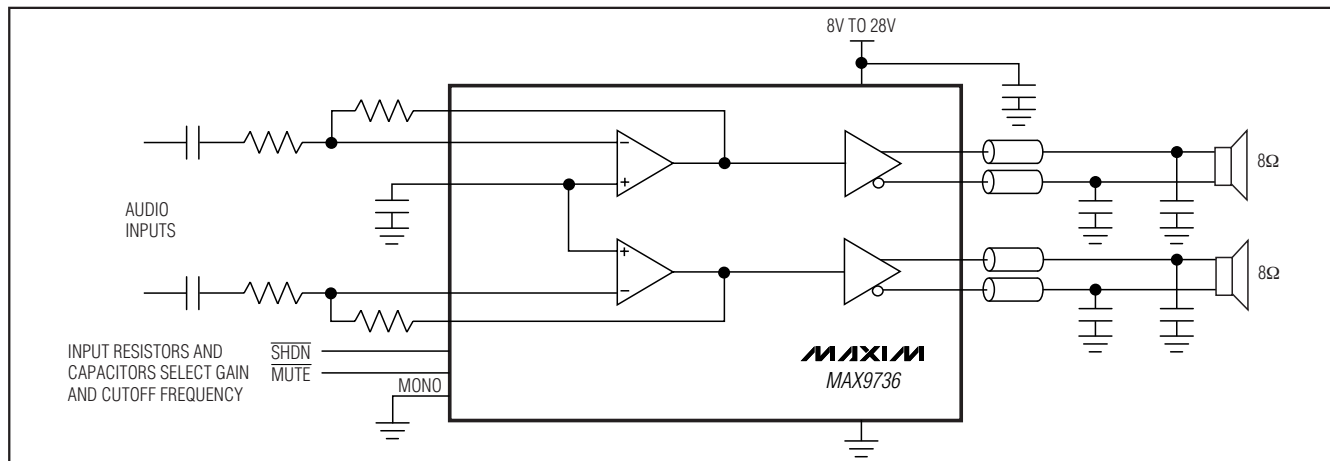 8V TO 28V
8Ω
AUDIO
INPUTS
8Ω
INPUT RESISTORS AND
CAPACITORS SELECT GAIN
AND CUTOFF FREQUENCY
SHDN
MUTE
MONO
MAXIM
MAX9736
−
+
+
−